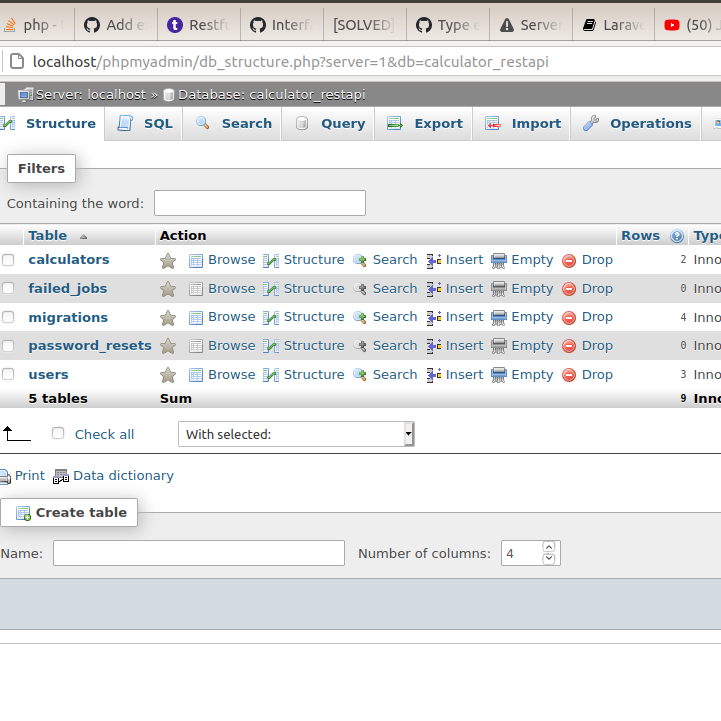 php - Add e Restfu Interf [SOLVED] Type e Server Larave (50)
localhost/phpmyadmin/db_structure.php?server=1&db=calculator_restapi
Server: localhost » Database: calculator_restapi
Structure SQL Search Query Export Import Operations
Filters
Containing the word:
Table Action Rows Type
calculators Browse Structure Search Insert Empty Drop 2 Inno
failed_jobs Browse Structure Search Insert Empty Drop 0 Inno
migrations Browse Structure Search Insert Empty Drop 4 Inno
password_resets Browse Structure Search Insert Empty Drop 0 Inno
users Browse Structure Search Insert Empty Drop 3 Inno
5 tables Sum 9 Inno
Check all With selected:
Print Data dictionary
Create table
Name: Number of columns: 4